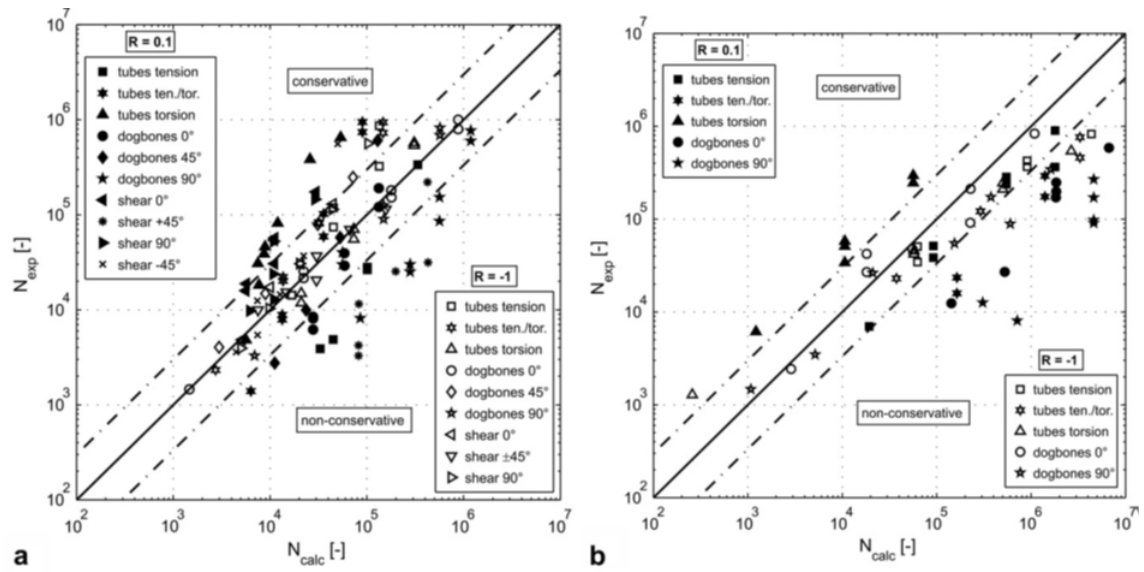 R = 0.1
tubes tension
tubes ten./tor.
tubes torsion
dogbones 0°
dogbones 45°
dogbones 90°
shear 0°
shear +45°
shear 90°
shear -45°
conservative
non-conservative
R = -1
tubes tension
tubes ten./tor.
tubes torsion
dogbones 0°
dogbones 45°
dogbones 90°
shear 0°
shear ±45°
shear 90°
10^7
10^6
10^5
10^4
10^3
10^2
N_exp [-]
10^2 10^3 10^4 10^5 10^6 10^7
N_calc [-]
a
R = 0.1
tubes tension
tubes ten./tor.
tubes torsion
dogbones 0°
dogbones 90°
conservative
non-conservative
R = -1
tubes tension
tubes ten./tor.
tubes torsion
dogbones 0°
dogbones 90°
10^7
10^6
10^5
10^4
10^3
10^2
N_exp [-]
10^2 10^3 10^4 10^5 10^6 10^7
N_calc [-]
b